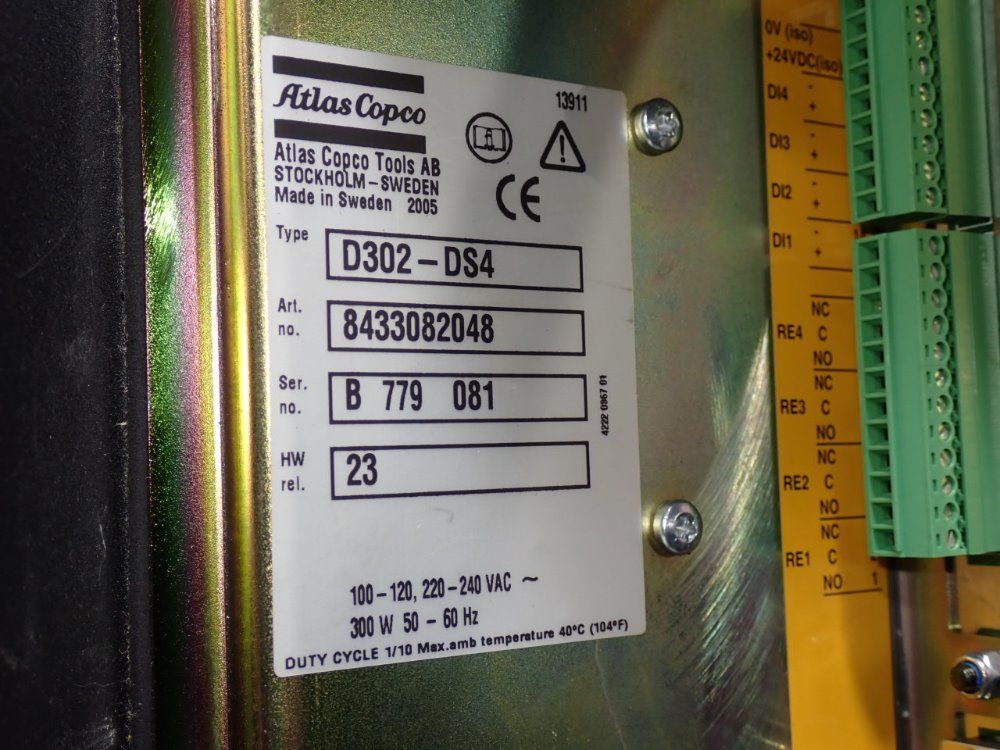 Atlas Copco
13911
Atlas Copco Tools AB
STOCKHOLM – SWEDEN
Made in Sweden 2005
CE
Type
D302 – DS4
Art.
no.
8433082048
Ser.
no.
B 779 081
HW
rel.
23
4222 0967 01
100 – 120, 220 – 240 VAC ~
300 W 50 – 60 Hz
DUTY CYCLE 1/10 Max.amb temperature 40ºC (104ºF)
0V (iso)
+24VDC(iso)
DI4 -
+
DI3 -
+
DI2 -
+
DI1 -
+
NC
RE4 C
NO
NC
RE3 C
NO
NC
RE2 C
NO
NC
RE1 C
NO 1